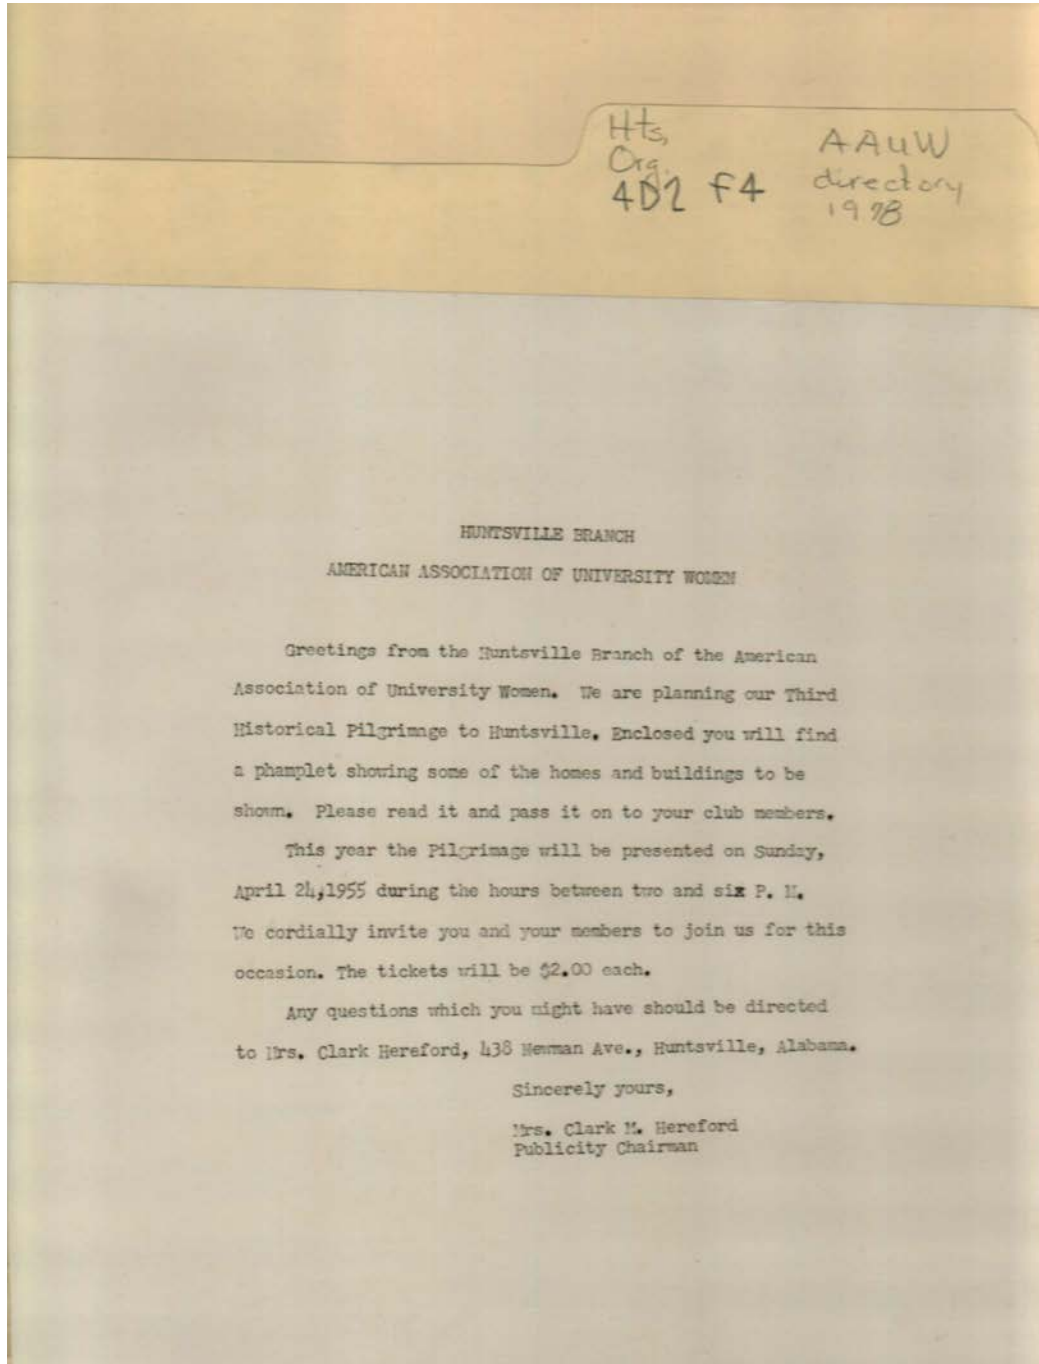 Hts,
Org.
4D2 F4
AAUW
directory
1978
HUNTSVILLE BRANCH
AMERICAN ASSOCIATION OF UNIVERSITY WOMEN
Greetings from the Huntsville Branch of the American
Association of University Women. We are planning our Third
Historical Pilgrimage to Huntsville. Enclosed you will find
a phamplet showing some of the homes and buildings to be
shown. Please read it and pass it on to your club members.
This year the Pilgrimage will be presented on Sunday,
April 24,1955 during the hours between two and six P. M.
We cordially invite you and your members to join us for this
occasion. The tickets will be $2.00 each.
Any questions which you might have should be directed
to Mrs. Clark Hereford, 438 Newman Ave., Huntsville, Alabama.
Sincerely yours,
Mrs. Clark M. Hereford
Publicity Chairman